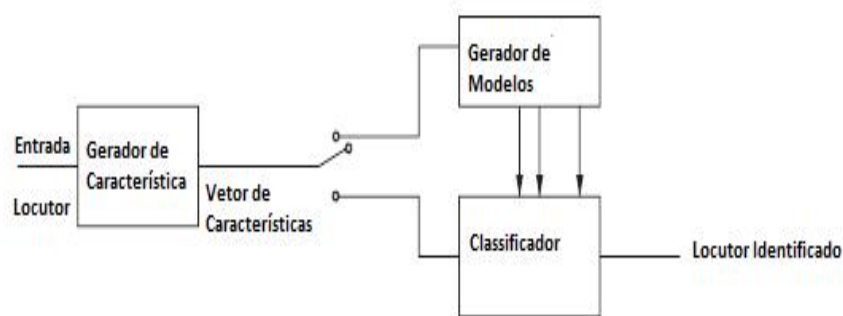 Gerador de
Modelos
Entrada
Locutor
Gerador de
Característica
Vetor de
Características
Classificador
Locutor Identificado